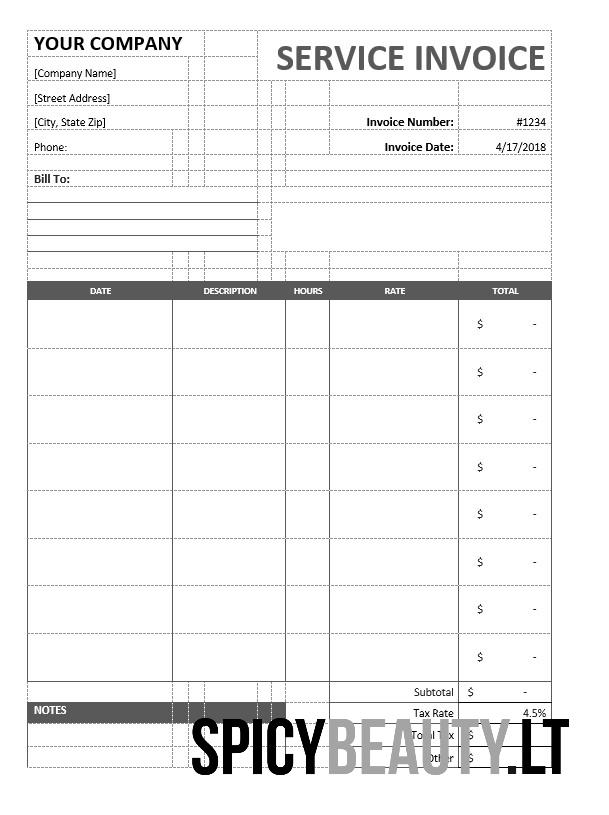 YOUR COMPANY
SERVICE INVOICE
[Company Name]
[Street Address]
[City, State Zip]
Invoice Number: #1234
Phone:
Invoice Date: 4/17/2018
Bill To:
DATE DESCRIPTION HOURS RATE TOTAL
$ -
$ -
$ -
$ -
$ -
$ -
$ -
$ -
Subtotal $ -
NOTES
Tax Rate 4.5%
Total Tax $
Other $
SPICYBEAUTY.LT